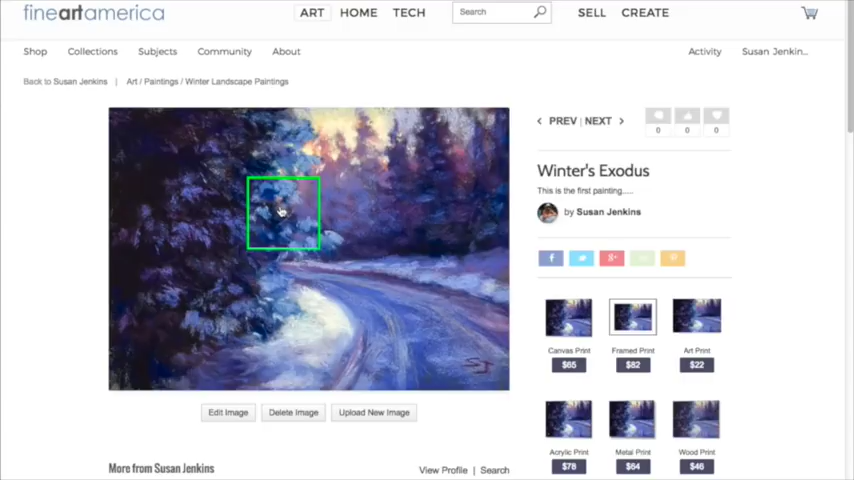 fineartamerica
ART HOME TECH Search SELL CREATE
Shop Collections Subjects Community About Activity Susan Jenkin...
Back to Susan Jenkins | Art / Paintings / Winter Landscape Paintings
< PREV | NEXT >
0 0 0
Winter's Exodus
This is the first painting.....
by Susan Jenkins
f g+
Canvas Print Framed Print Art Print
$65 $82 $22
Acrylic Print Metal Print Wood Print
$78 $64 $46
SJ
Edit Image Delete Image Upload New Image
More from Susan Jenkins View Profile | Search